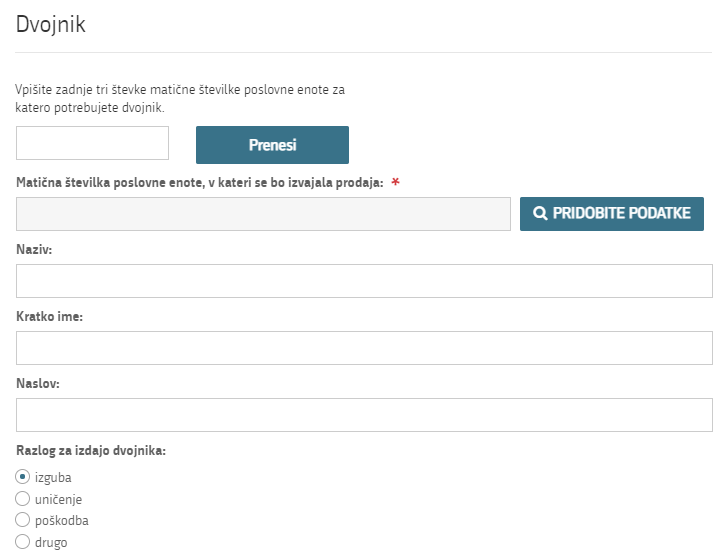 Dvojnik
Vpišite zadnje tri števke matične številke poslovne enote za
katero potrebujete dvojnik.
Prenesi
Matična številka poslovne enote, v kateri se bo izvajala prodaja: *
PRIDOBITE PODATKE
Naziv:
Kratko ime:
Naslov:
Razlog za izdajo dvojnika:
izguba
uničenje
poškodba
drugo